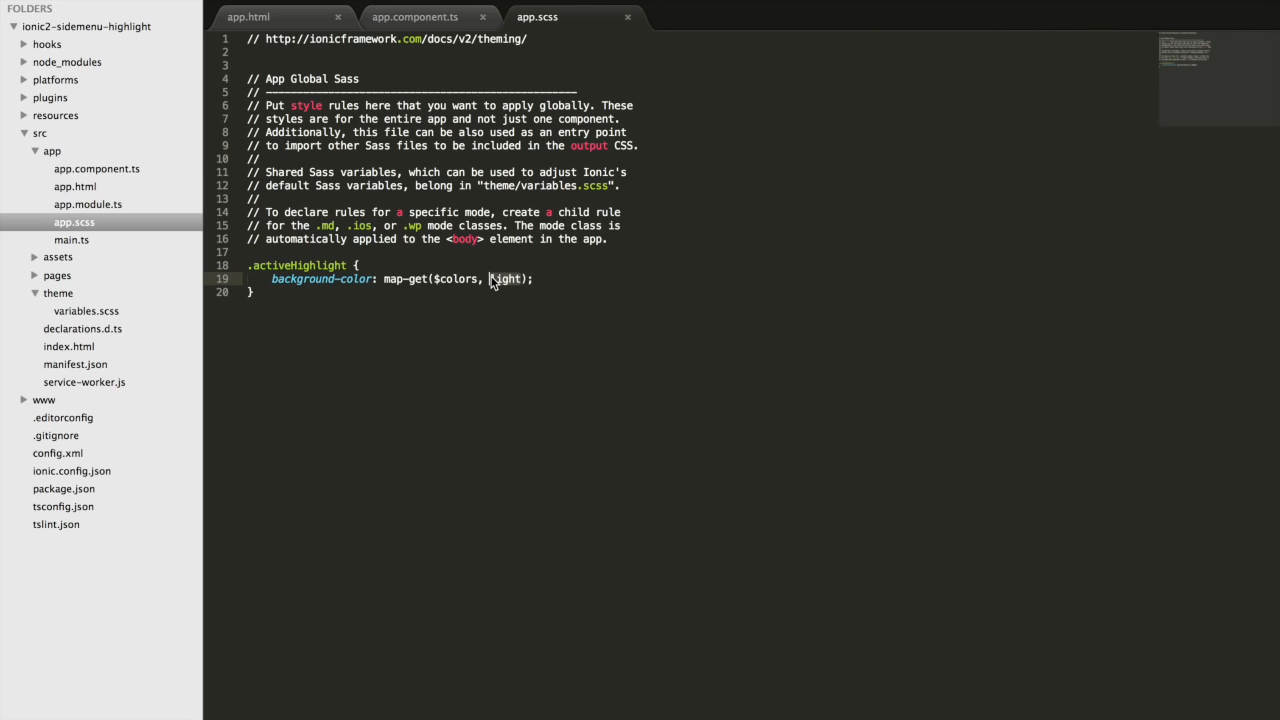 FOLDERS
ionic2-sidemenu-highlight
hooks
node_modules
platforms
plugins
resources
src
app
app.component.ts
app.html
app.module.ts
app.scss
main.ts
assets
pages
theme
variables.scss
declarations.d.ts
index.html
manifest.json
service-worker.js
www
.editorconfig
.gitignore
config.xml
ionic.config.json
package.json
tsconfig.json
tslint.json
app.html × app.component.ts × app.scss ×
1 // http://ionicframework.com/docs/v2/theming/
2
3
4 // App Global Sass
5 // --------------------------------------------------
6 // Put style rules here that you want to apply globally. These
7 // styles are for the entire app and not just one component.
8 // Additionally, this file can be also used as an entry point
9 // to import other Sass files to be included in the output CSS.
10 //
11 // Shared Sass variables, which can be used to adjust Ionic's
12 // default Sass variables, belong in "theme/variables.scss".
13 //
14 // To declare rules for a specific mode, create a child rule
15 // for the .md, .ios, or .wp mode classes. The mode class is
16 // automatically applied to the <body> element in the app.
17
18 .activeHighlight {
19 background-color: map-get($colors, light);
20 }